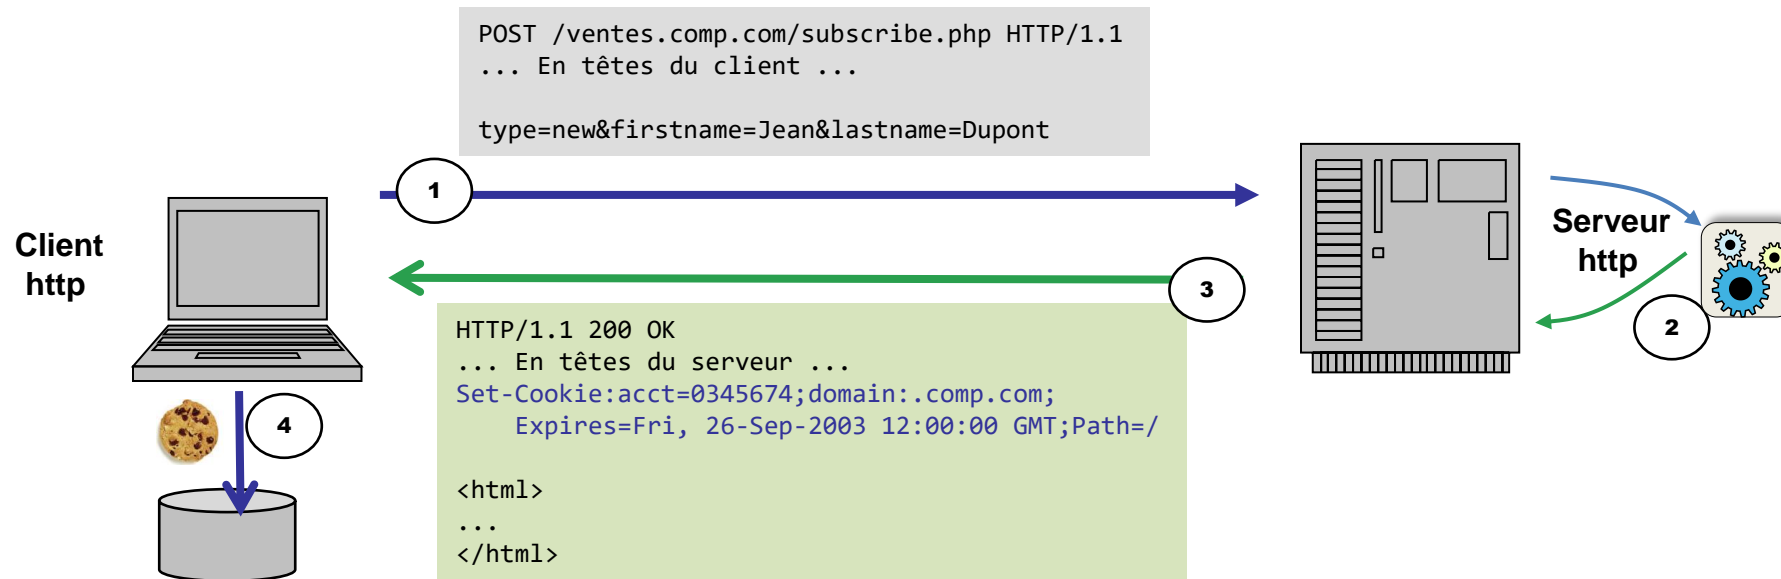 POST /ventes.comp.com/subscribe.php HTTP/1.1
... En têtes du client ...
type=new&firstname=Jean&lastname=Dupont
1
Client
http
Serveur
http
3
2
HTTP/1.1 200 OK
... En têtes du serveur ...
Set-Cookie:acct=0345674;domain:.comp.com;
Expires=Fri, 26-Sep-2003 12:00:00 GMT;Path=/
<html>
...
</html>
4